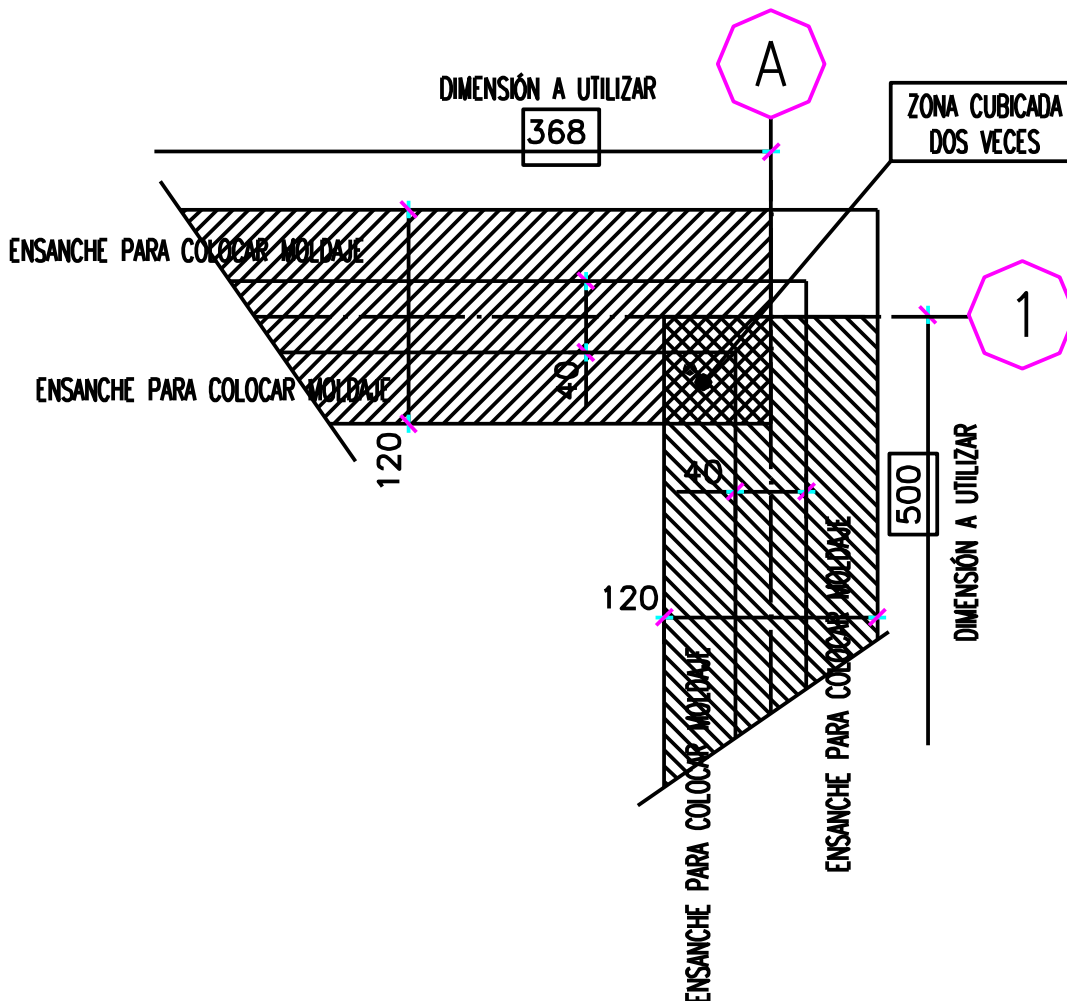 A
DIMENSIÓN A UTILIZAR
368
ZONA CUBICADA
DOS VECES
ENSANCHE PARA COLOCAR MOLDAJE
1
40
ENSANCHE PARA COLOCAR MOLDAJE
120
40
500
DIMENSIÓN A UTILIZAR
120
ENSANCHE PARA COLOCAR MOLDAJE
ENSANCHE PARA COLOCAR MOLDAJE